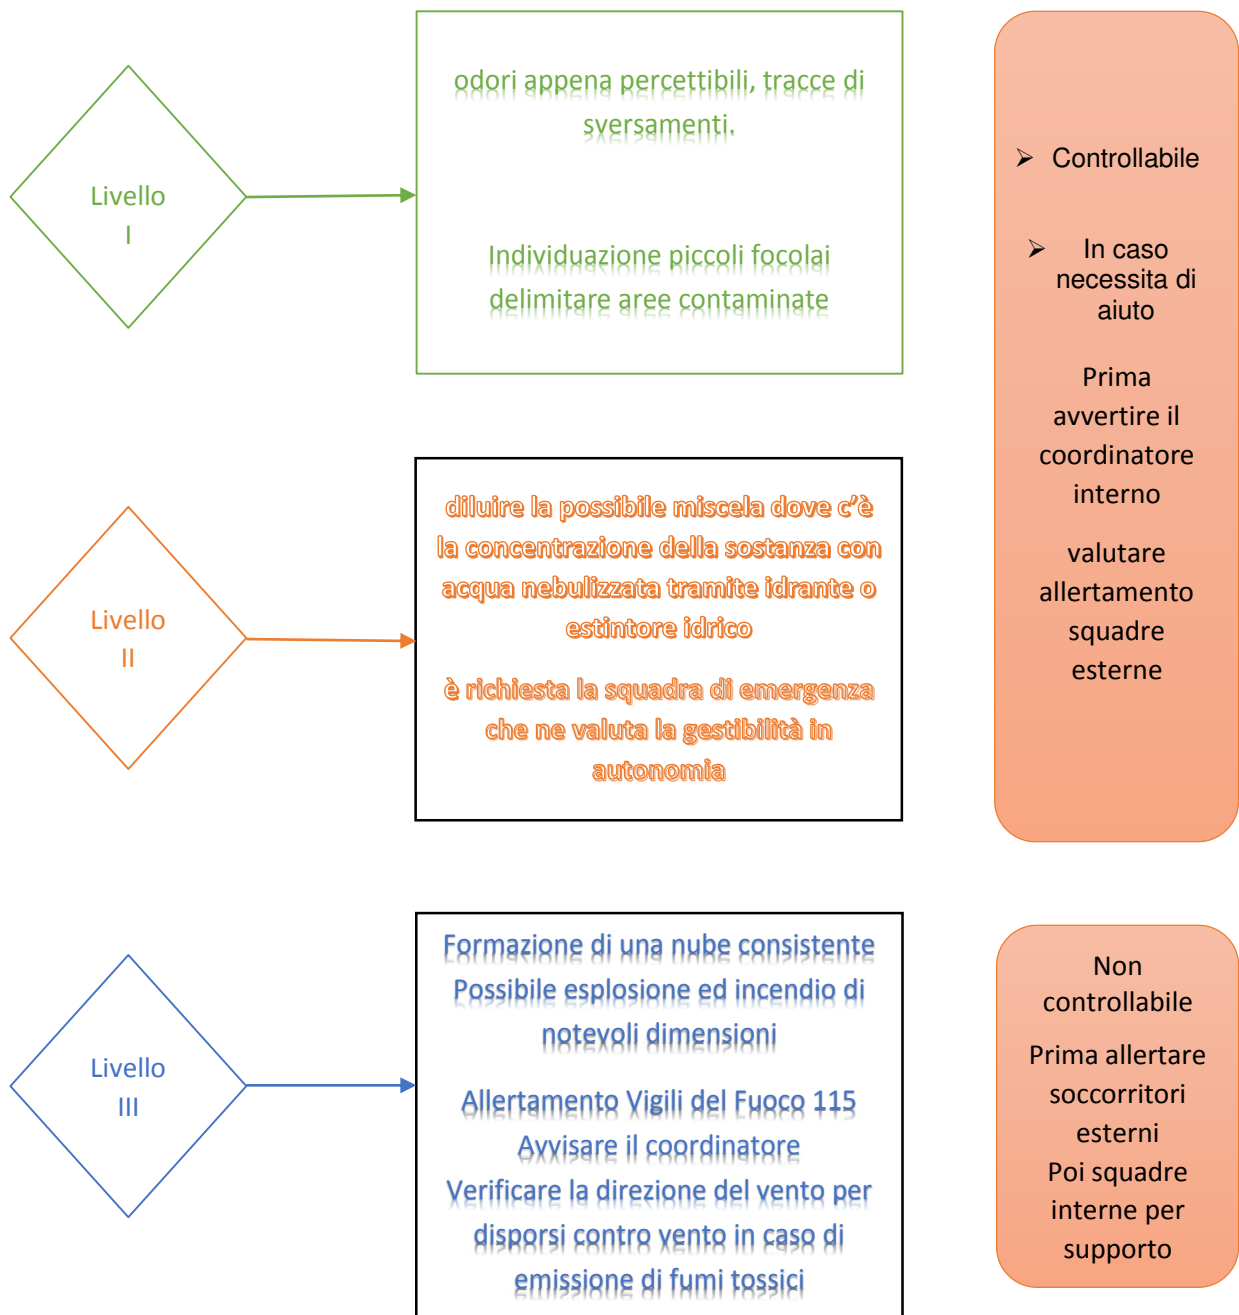 Livello
I
odori appena percettibili, tracce di
sversamenti.
Individuazione piccoli focolai
delimitare aree contaminate
➢ Controllabile
➢ In caso
necessita di
aiuto
Prima
avvertire il
coordinatore
interno
valutare
allertamento
squadre
esterne
Livello
II
diluire la possibile miscela dove c’è
la concentrazione della sostanza con
acqua nebulizzata tramite idrante o
estintore idrico
è richiesta la squadra di emergenza
che ne valuta la gestibilità in
autonomia
Livello
III
Formazione di una nube consistente
Possibile esplosione ed incendio di
notevoli dimensioni
Allertamento Vigili del Fuoco 115
Avvisare il coordinatore
Verificare la direzione del vento per
disporsi contro vento in caso di
emissione di fumi tossici
Non
controllabile
Prima allertare
soccorritori
esterni
Poi squadre
interne per
supporto